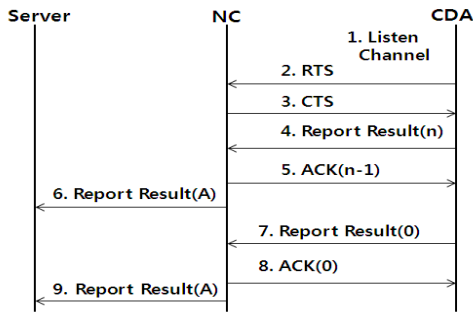 Server NC CDA
1. Listen
Channel
2. RTS
3. CTS
4. Report Result(n)
5. ACK(n-1)
6. Report Result(A)
7. Report Result(0)
8. ACK(0)
9. Report Result(A)